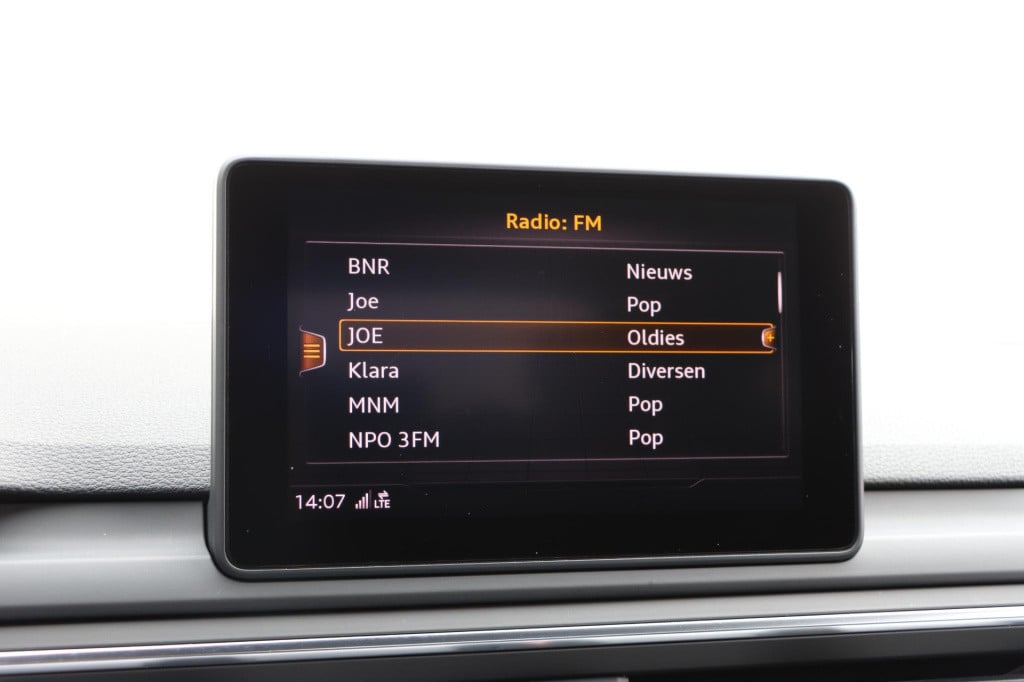 Radio: FM
BNR Nieuws
Joe Pop
JOE Oldies
Klara Diversen
MNM Pop
NPO 3FM Pop
14:07 LTE